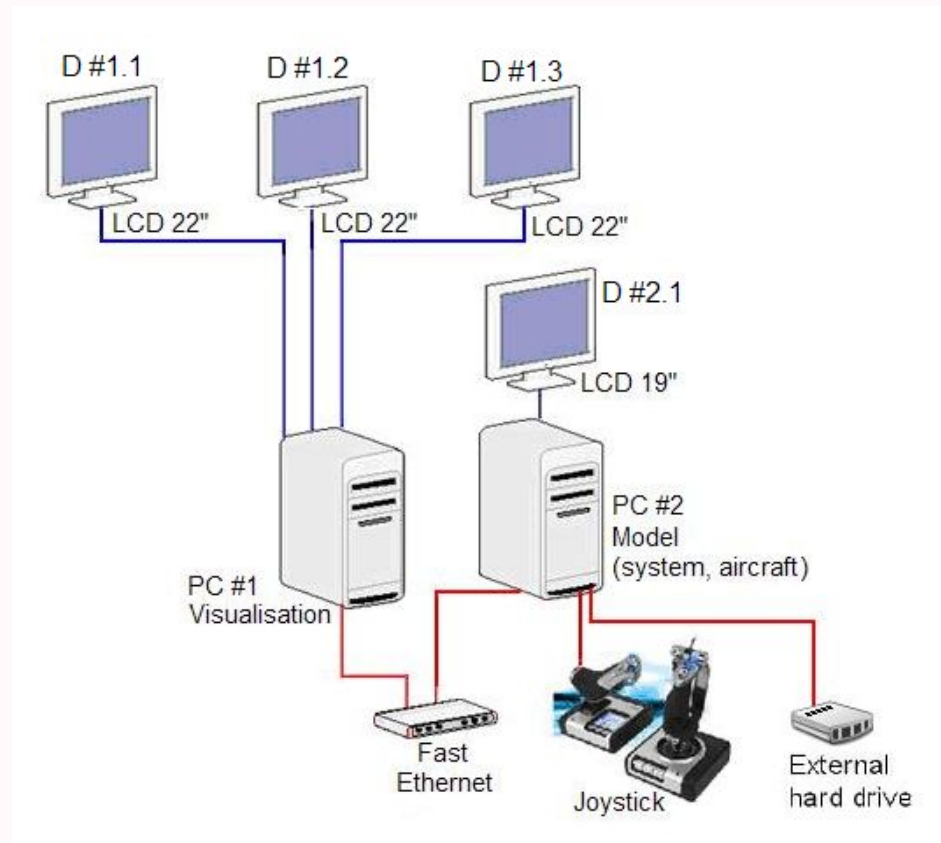 D #1.1
D #1.2
D #1.3
LCD 22"
LCD 22"
LCD 22"
D #2.1
LCD 19"
PC #2
Model
(system, aircraft)
PC #1
Visualisation
Fast
Ethernet
Joystick
External
hard drive